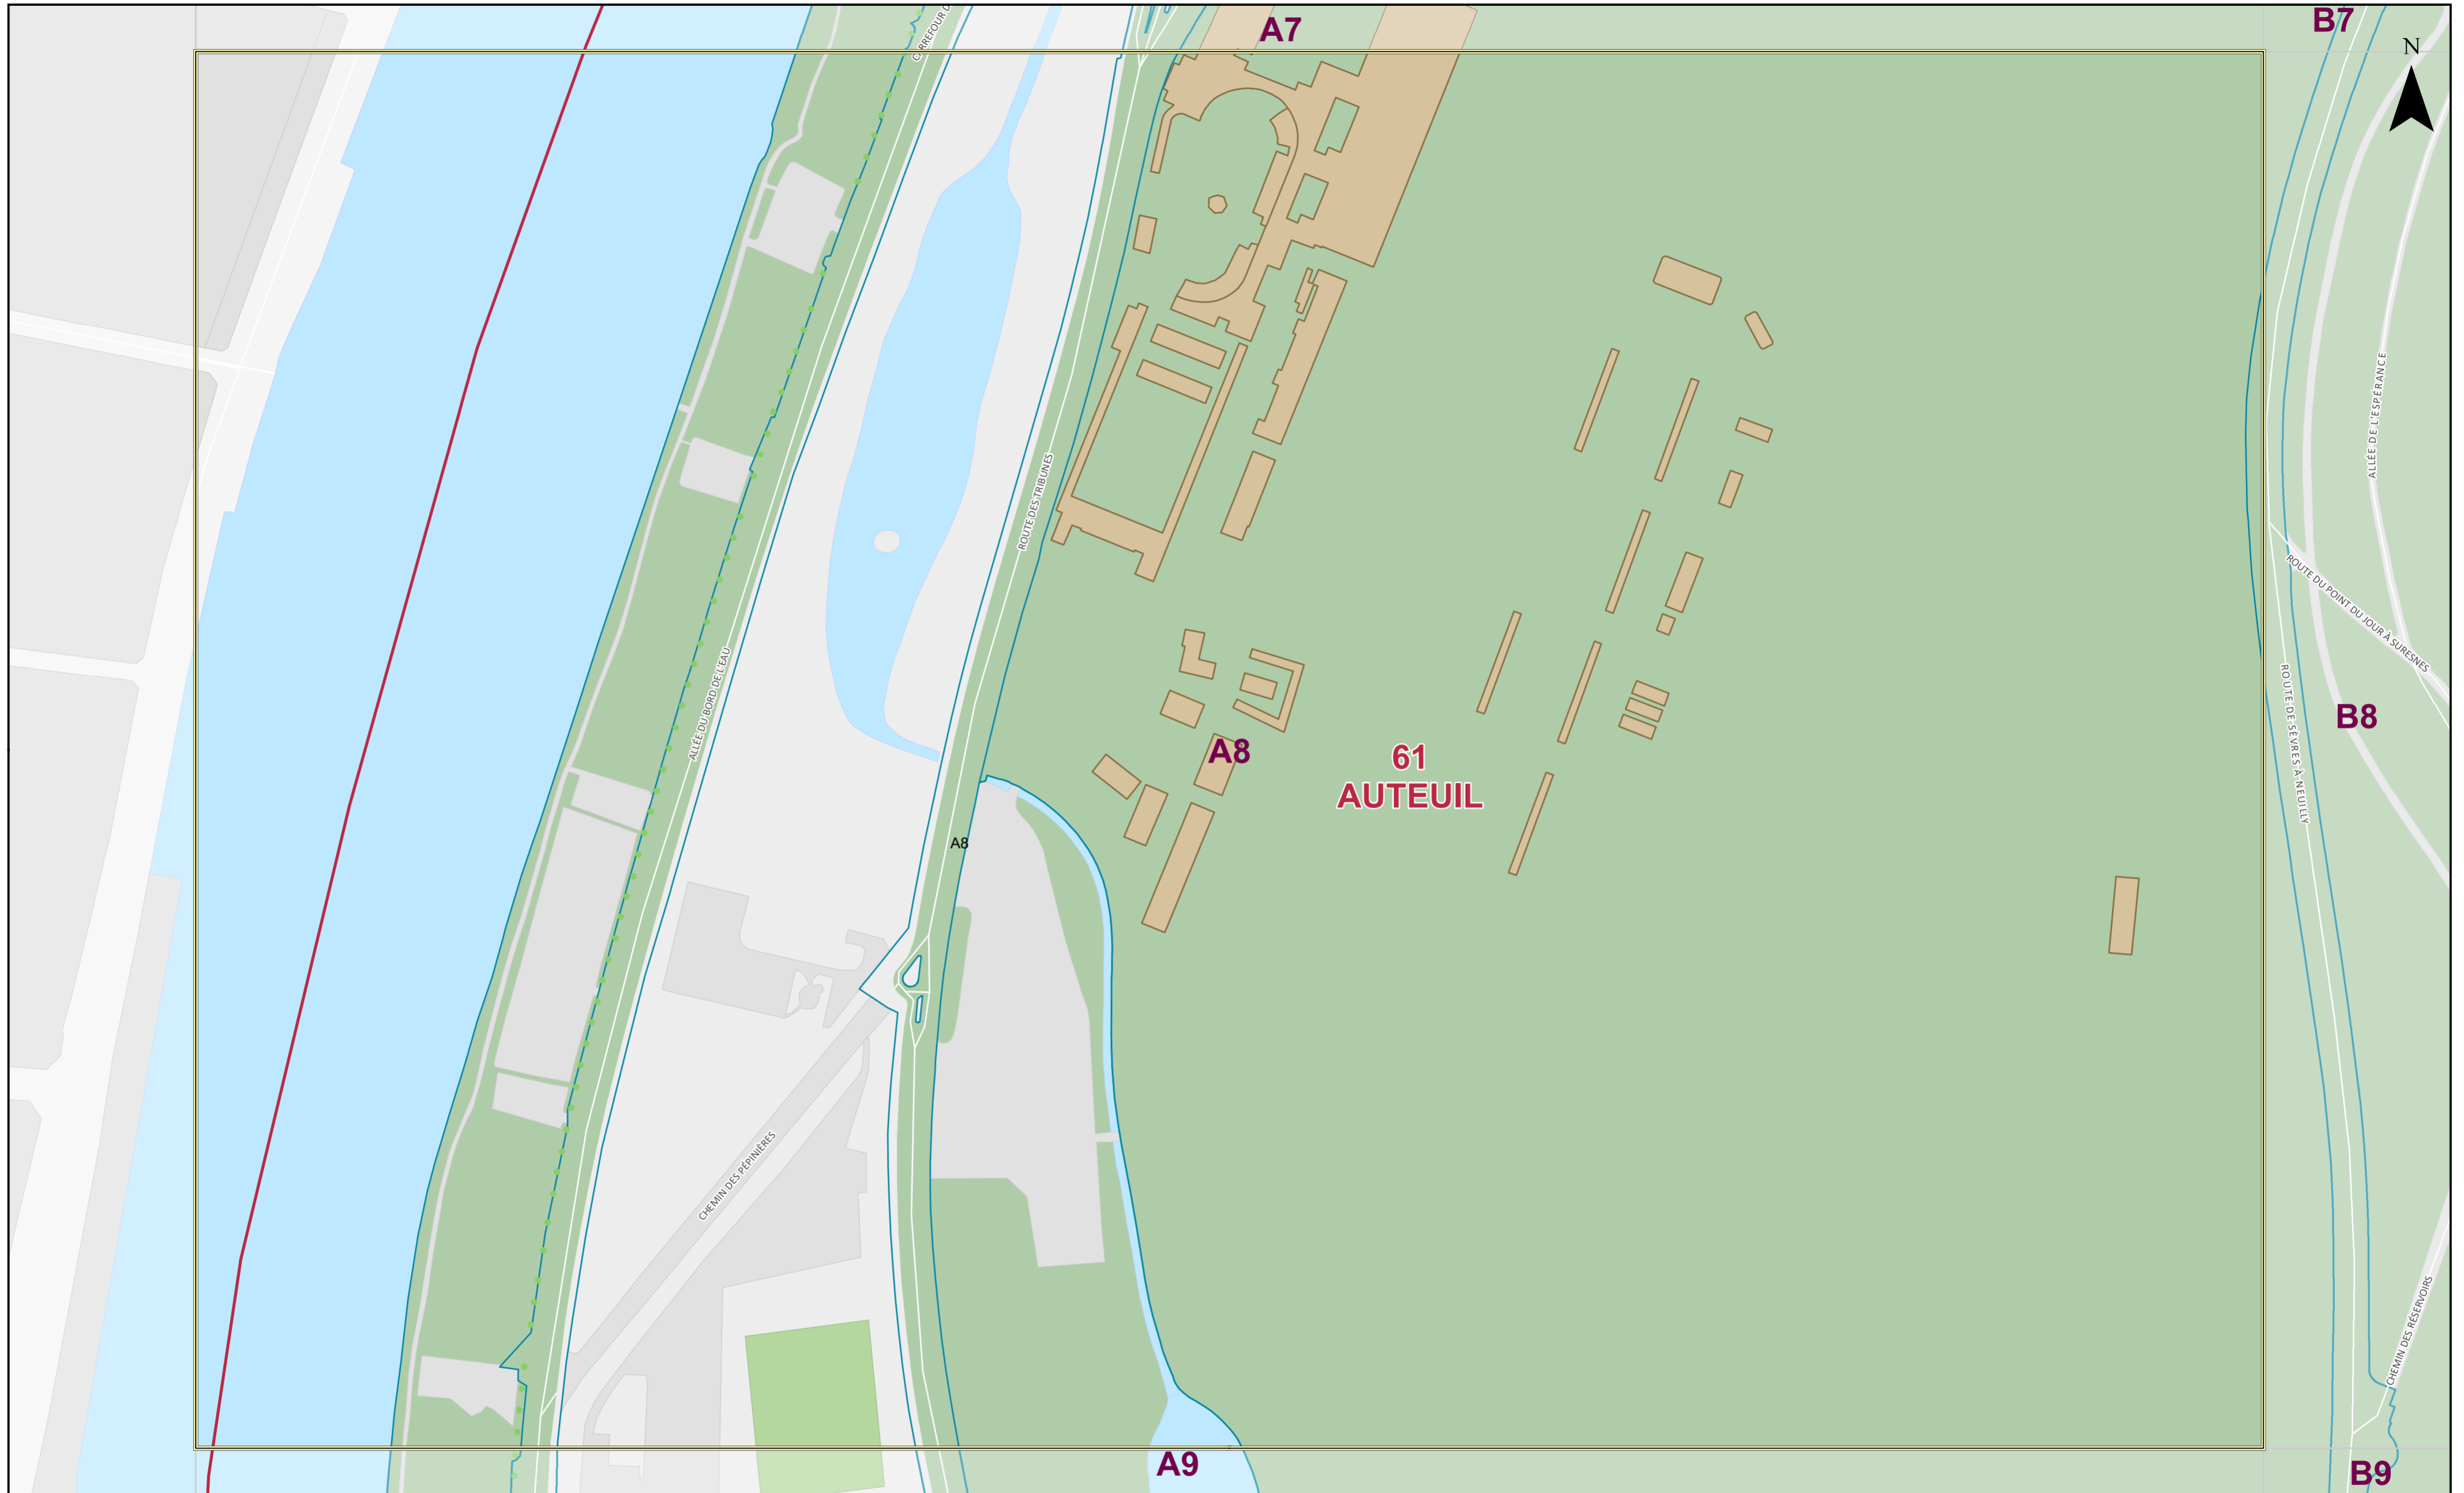 A7
B7
N
CARREFOUR D
ALLÉE DE L'ESPÉRANCE
ROUTE DES TRIBUNES
ROUTE DU POINT DU JOUR À SURESNES
ALLÉE DU BORD DE L'EAU
ROUTE DE SÈVRES À NEUILLY
B8
A8
61
AUTEUIL
A8
CHEMIN DES PÉPINIÈRES
CHEMIN DES RÉSERVOIRS
A9
B9